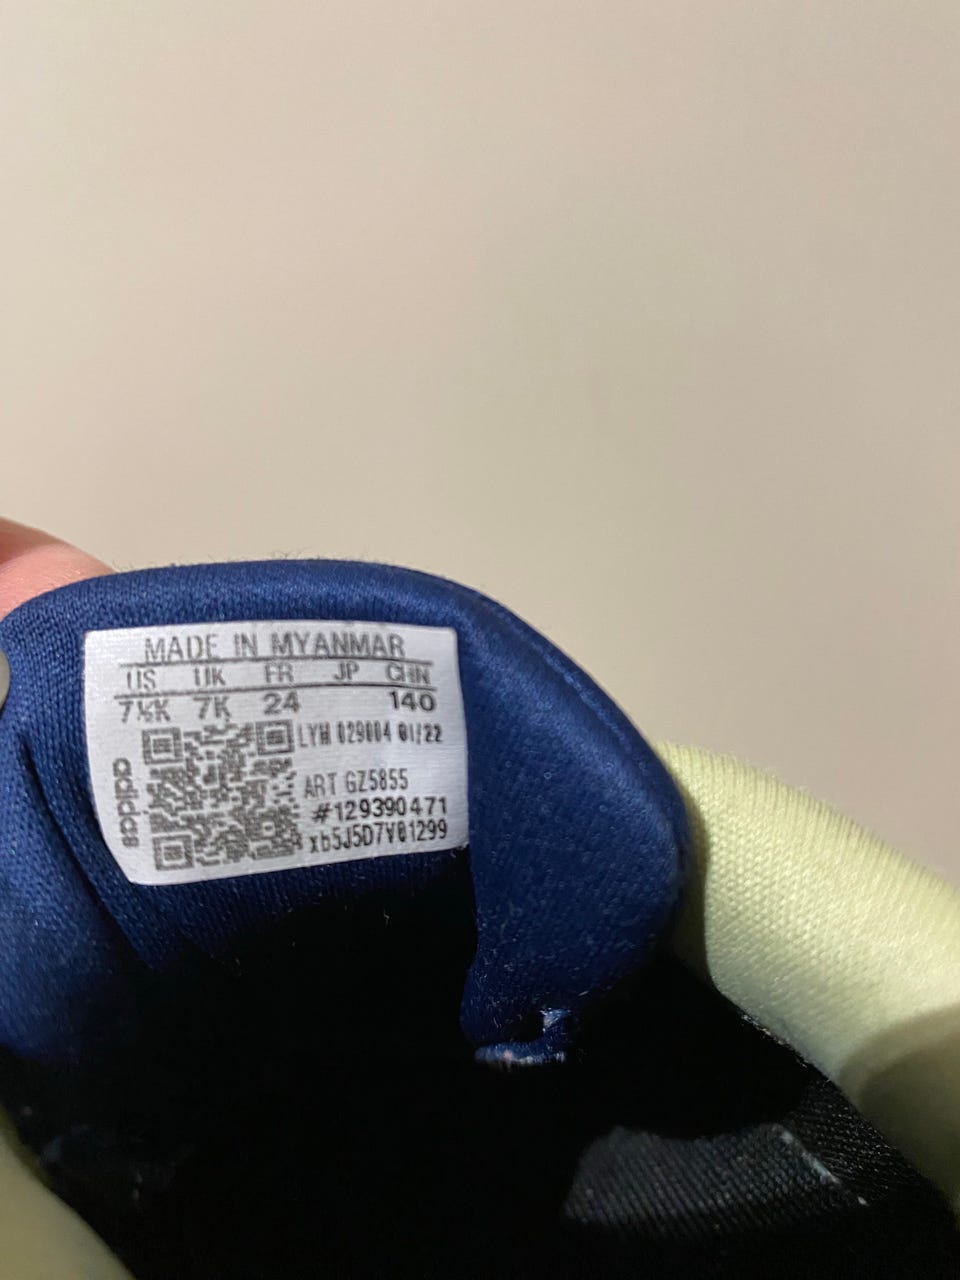 MADE IN MYANMAR
US UK FR JP CHN
7½K 7K 24 140
LYH 029004 01/22
ART GZ5855
#129390471
xb5J5D7V01299
adidas